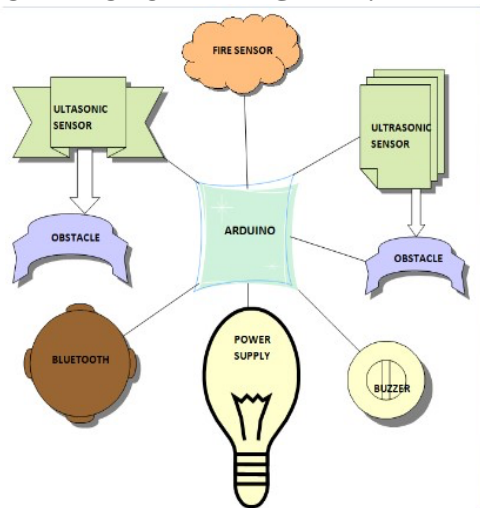 FIRE SENSOR
ULTASONIC
SENSOR
ULTRASONIC
SENSOR
ARDUINO
OBSTACLE
OBSTACLE
BLUETOOTH
POWER
SUPPLY
BUZZER